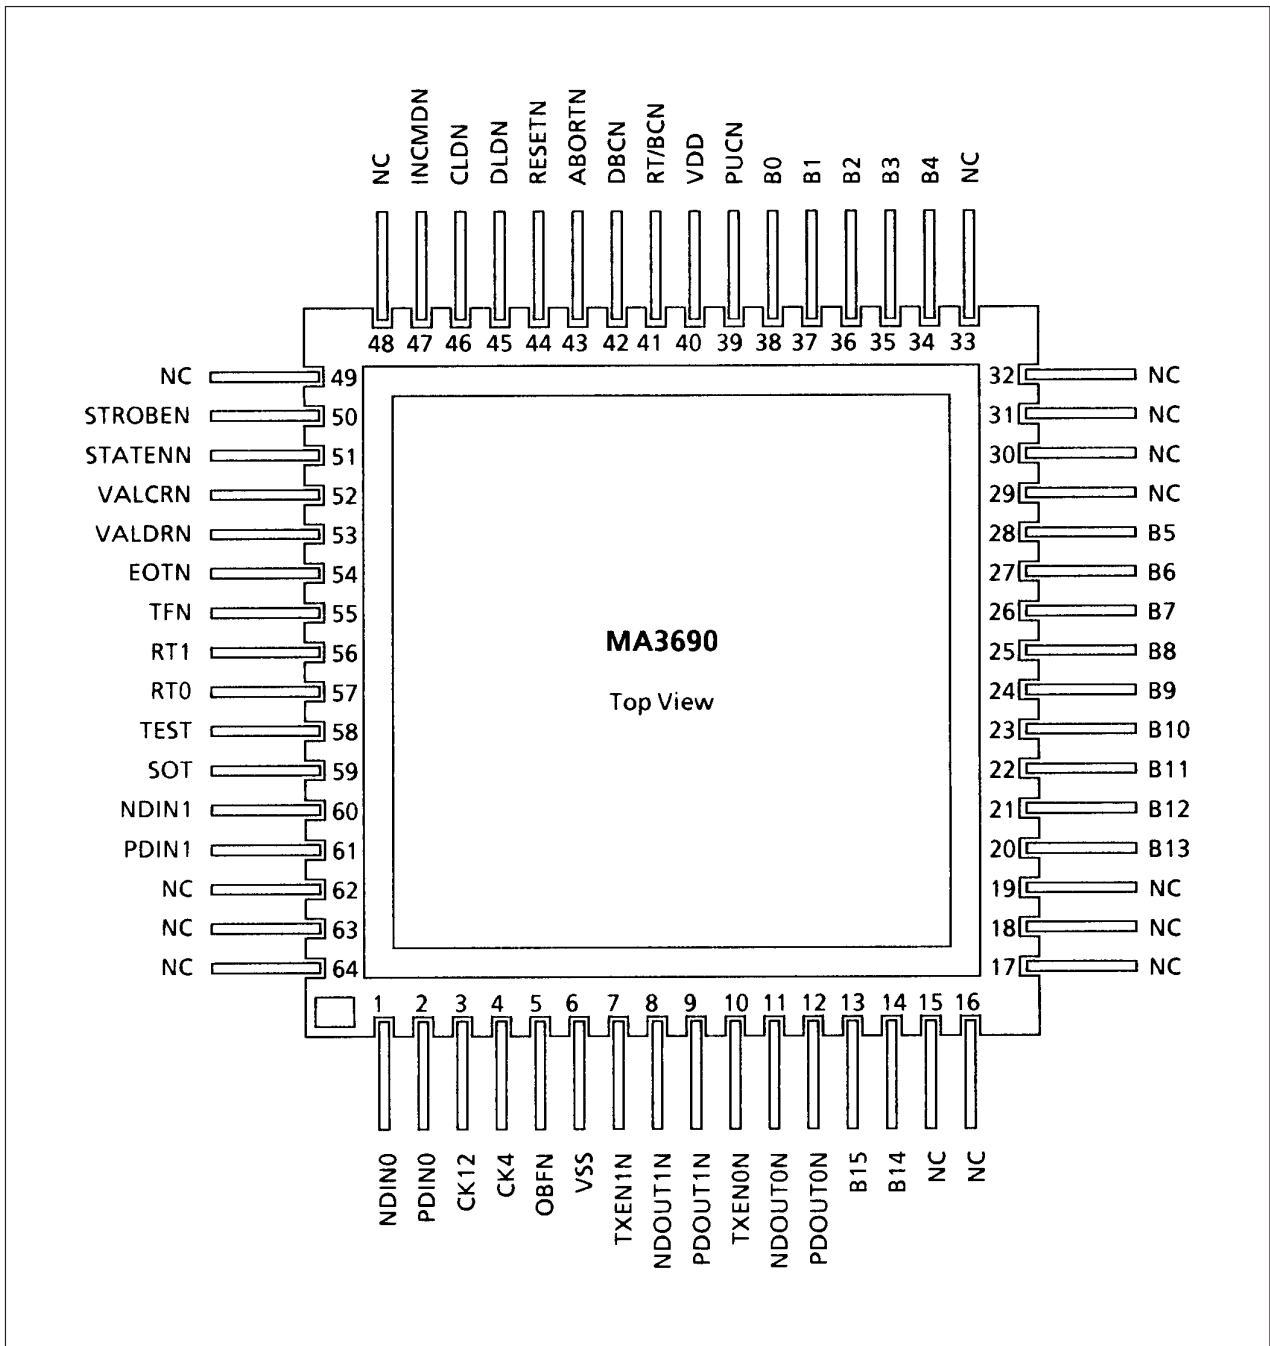 NC INCMDN CLDN DLDN RESETN ABORTN DBCN RT/BCN VDD PUCN B0 B1 B2 B3 B4 NC
48 47 46 45 44 43 42 41 40 39 38 37 36 35 34 33
NC 49 32 NC
STROBEN 50 31 NC
STATENN 51 30 NC
VALCRN 52 29 NC
VALDRN 53 28 B5
EOTN 54 27 B6
TFN 55 26 B7
RT1 56 25 B8
RT0 57 24 B9
TEST 58 23 B10
SOT 59 22 B11
NDIN1 60 21 B12
PDIN1 61 20 B13
NC 62 19 NC
NC 63 18 NC
NC 64 17 NC
MA3690
Top View
1 2 3 4 5 6 7 8 9 10 11 12 13 14 15 16
NDIN0 PDIN0 CK12 CK4 OBFN VSS TXEN1N NDOUT1N PDOUT1N TXEN0N NDOUT0N PDOUT0N B15 B14 NC NC